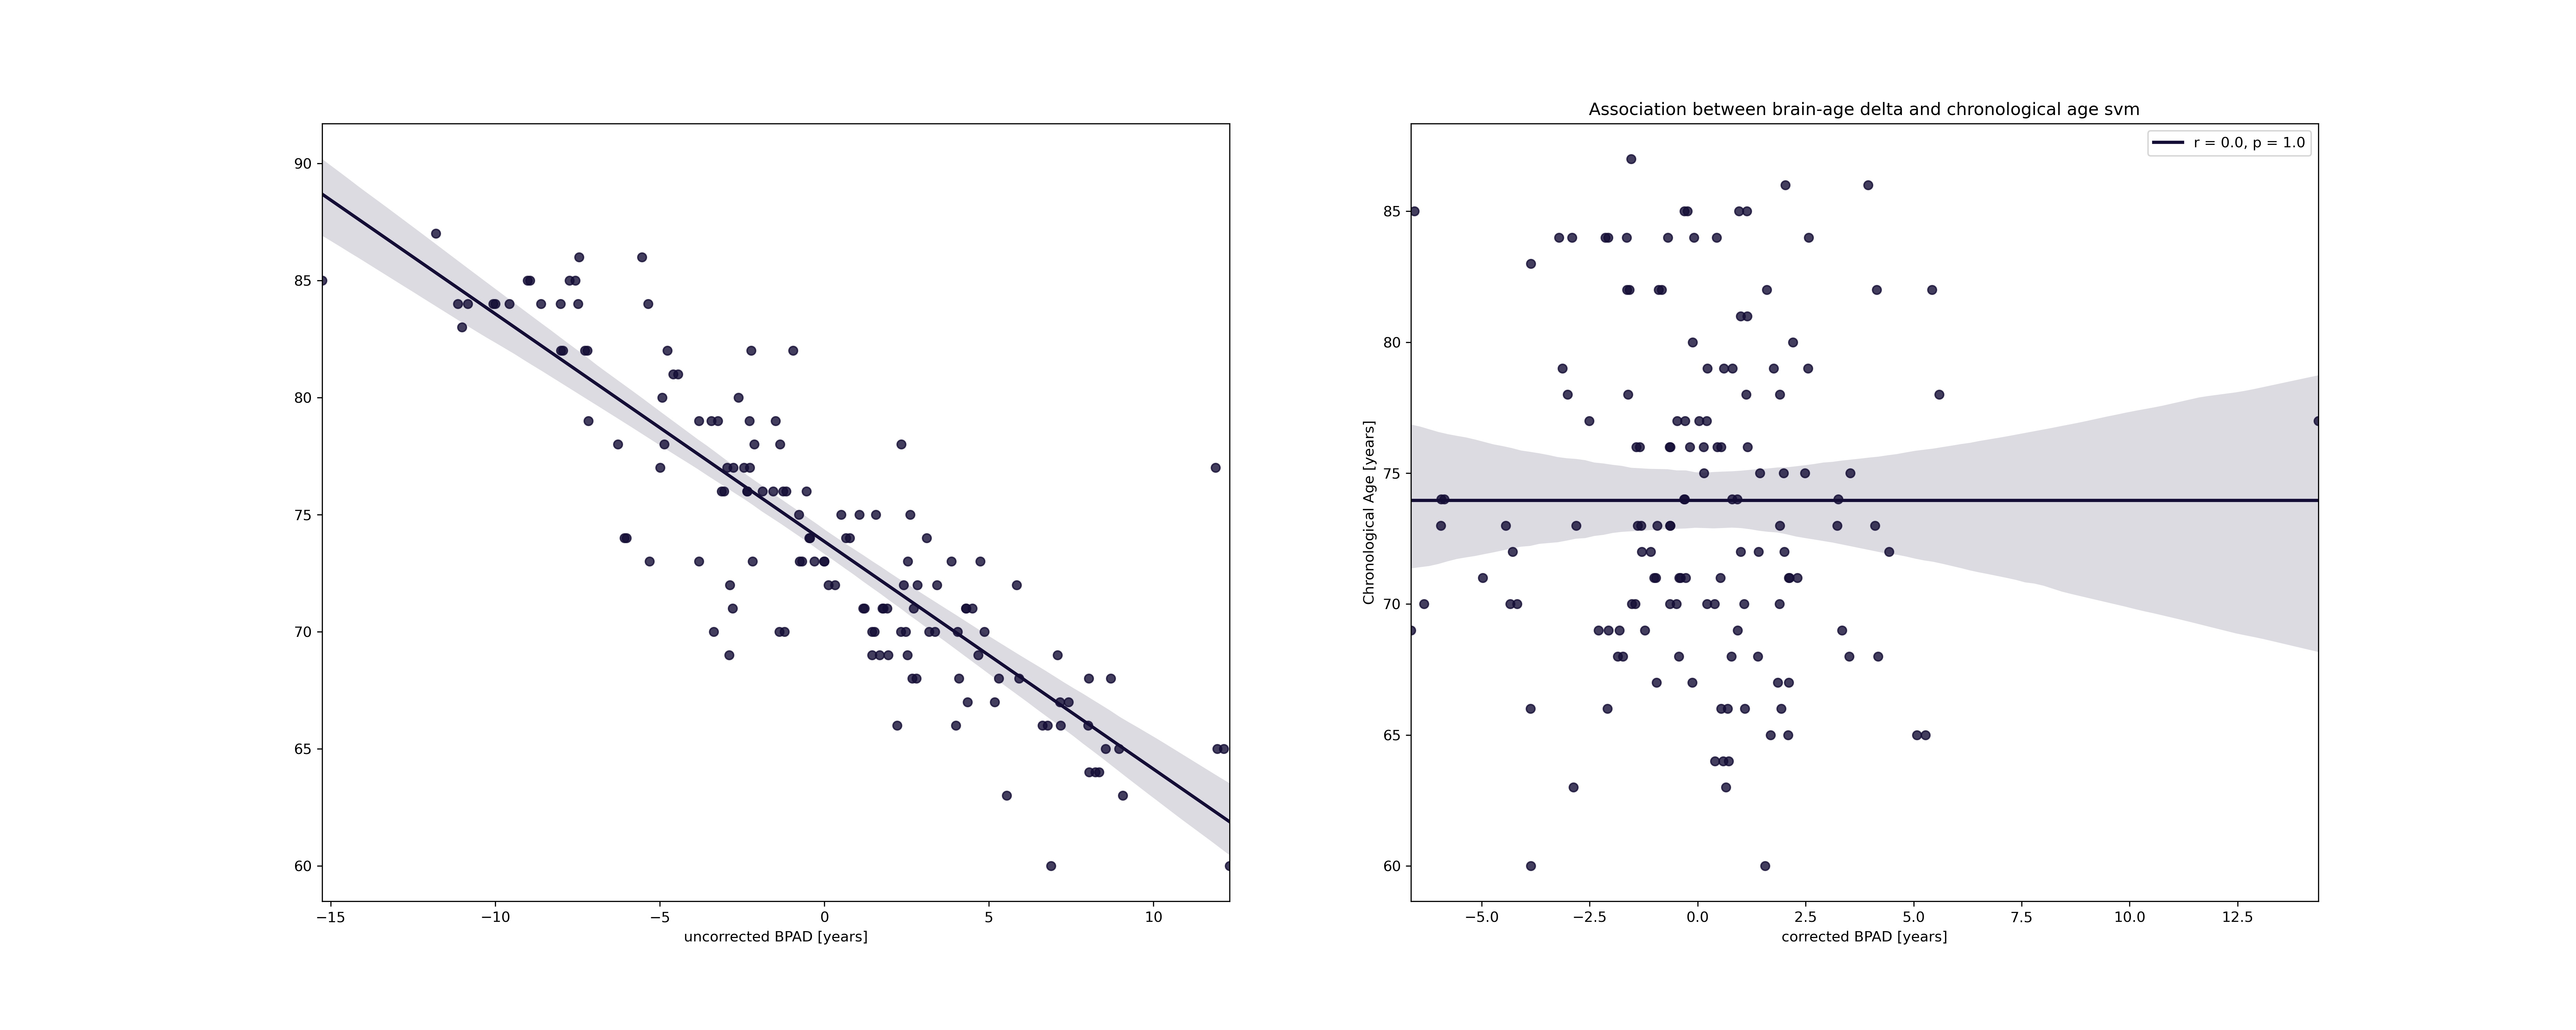 90
85
80
75
70
65
60
−15 −10 −5 0 5 10
uncorrected BPAD [years]
Association between brain-age delta and chronological age svm
r = 0.0, p = 1.0
Chronological Age [years]
85
80
75
70
65
60
−5.0 −2.5 0.0 2.5 5.0 7.5 10.0 12.5
corrected BPAD [years]